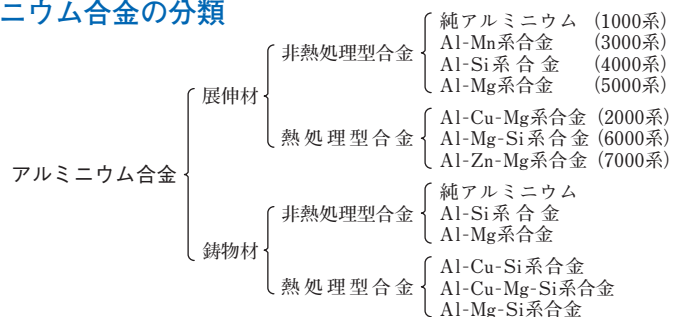 ニウム合金の分類
アルミニウム合金
展伸材
非熱処理型合金
純アルミニウム (1000系)
Al-Mn系合金 (3000系)
Al-Si系合金 (4000系)
Al-Mg系合金 (5000系)
熱処理型合金
Al-Cu-Mg系合金 (2000系)
Al-Mg-Si系合金 (6000系)
Al-Zn-Mg系合金 (7000系)
鋳物材
非熱処理型合金
純アルミニウム
Al-Si系合金
Al-Mg系合金
熱処理型合金
Al-Cu-Si系合金
Al-Cu-Mg-Si系合金
Al-Mg-Si系合金